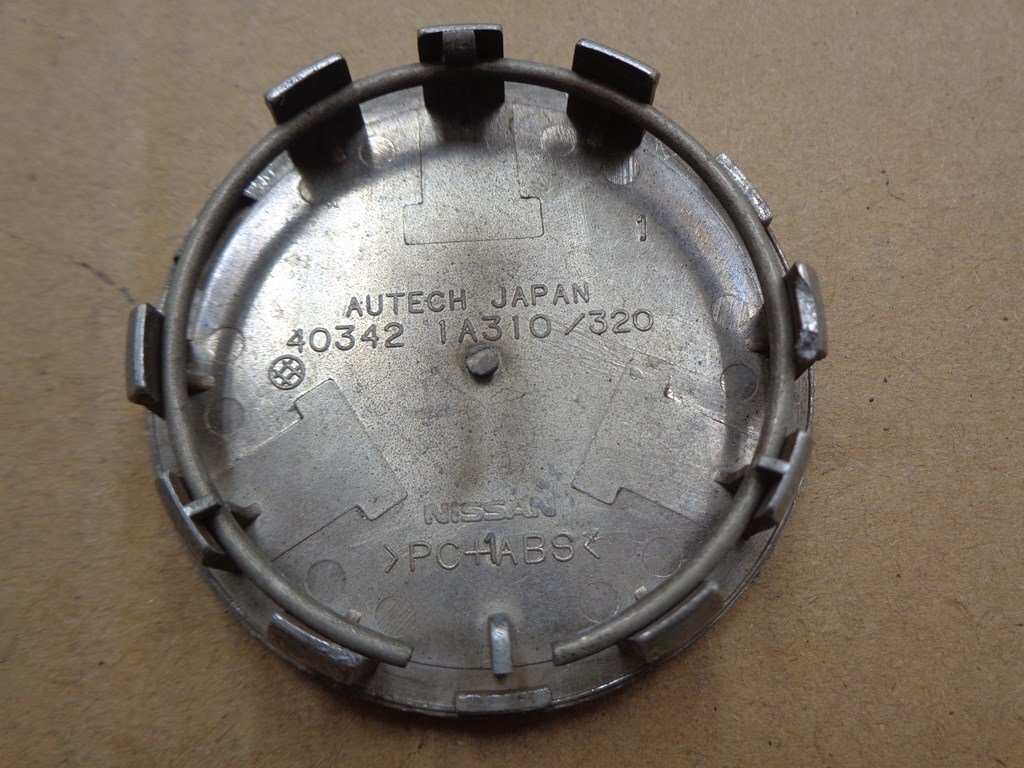 1
AUTECH JAPAN
40342 1A310/320
NISSAN
>PC+ABS<